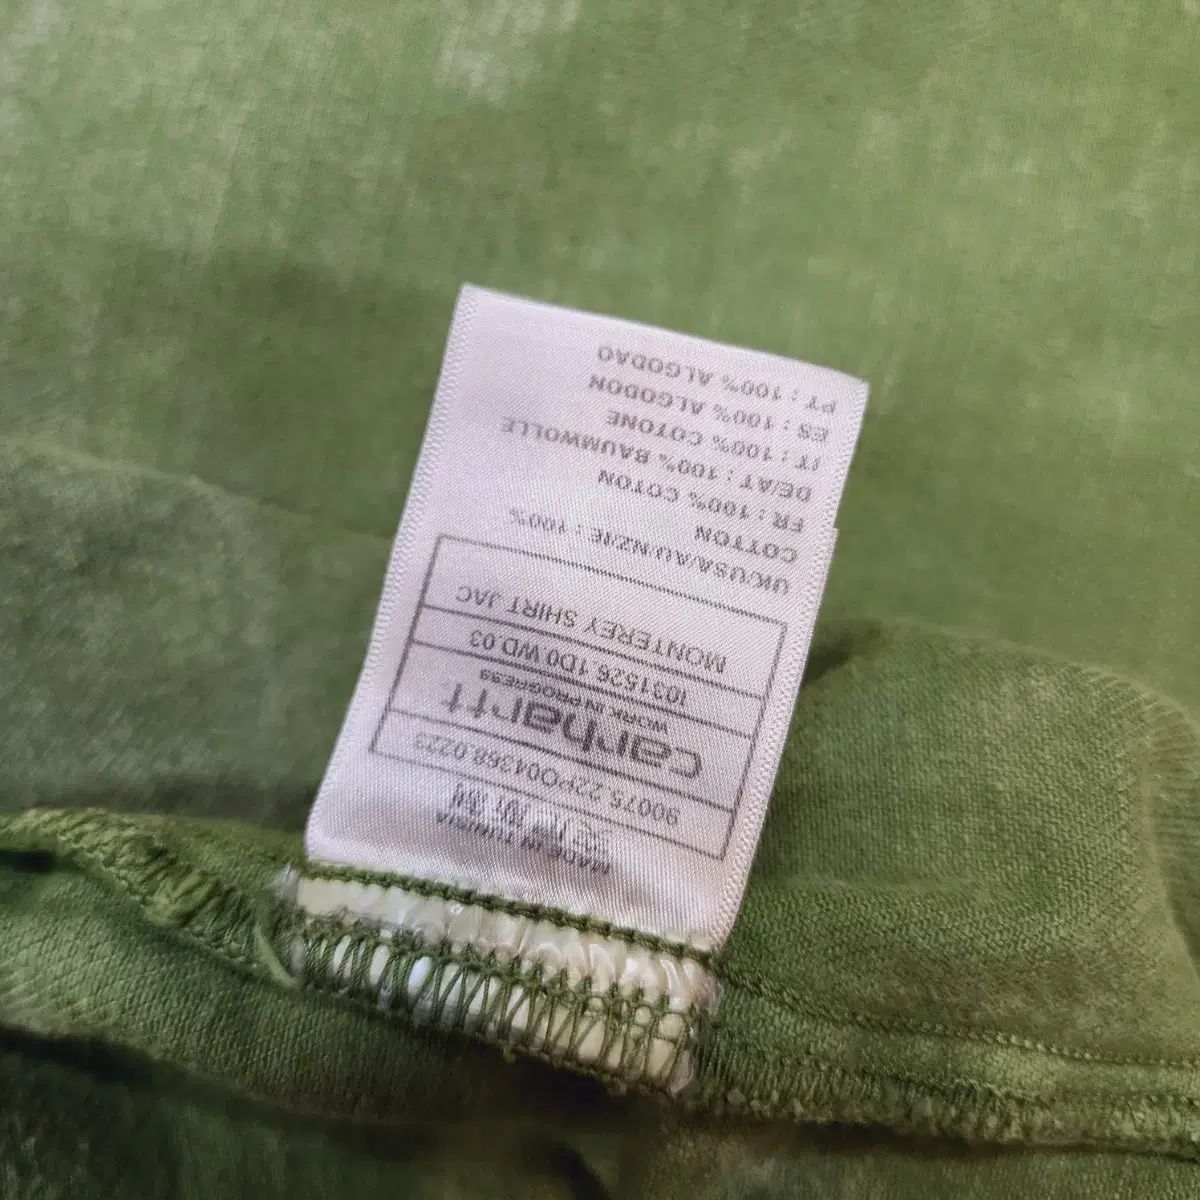 MADE IN TUNISIA
90075.22PO04368.0223
carhartt
WORK IN PROGRESS
I031526.1D0 WD.03
MONTEREY SHIRT JAC
UK/USA/AU/NZ/IE : 100%
COTTON
FR : 100% COTON
DE/AT : 100% BAUMWOLLE
IT : 100% COTONE
ES : 100% ALGODON
PT : 100% ALGODAO